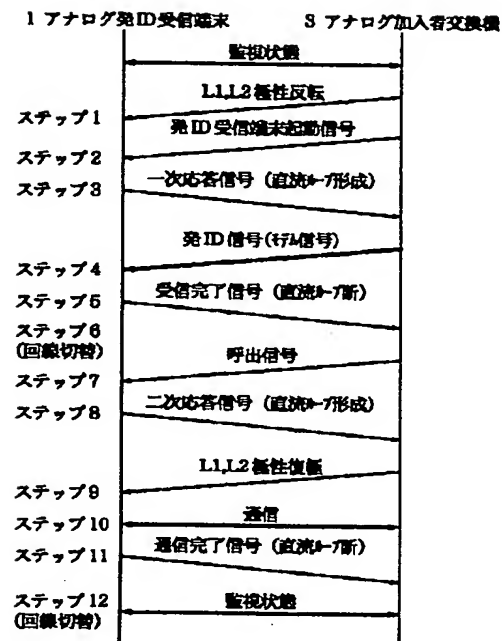 1 アナログ発ID受信端末
3 アナログ加入者交換機
監視状態
L1,L2 極性反転
ステップ1
発ID受信端末起動信号
ステップ2
一次応答信号 (直流ループ形成)
ステップ3
発ID信号(モデム信号)
ステップ4
受信完了信号 (直流ループ断)
ステップ5
ステップ6
(回線切替)
呼出信号
ステップ7
二次応答信号 (直流ループ形成)
ステップ8
L1,L2 極性復極
ステップ9
通信
ステップ10
通信完了信号 (直流ループ断)
ステップ11
監視状態
ステップ12
(回線切替)